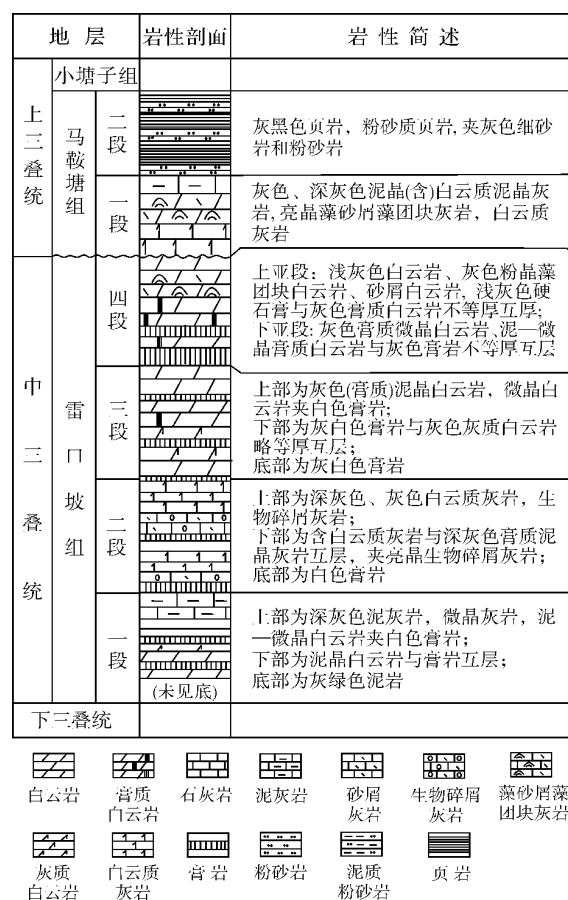 地 层 岩性剖面 岩 性 简 述
小塘子组
上三叠统
马鞍塘组
二段
灰黑色页岩，粉砂质页岩,夹灰色细砂
岩和粉砂岩
一段
灰色、深灰色泥晶(含)白云质泥晶灰
岩,亮晶藻砂屑藻团块灰岩，白云质
灰岩
中三叠统
雷口坡组
四段
上亚段：浅灰色白云岩、灰色粉晶藻
团块白云岩、砂屑白云岩,浅灰色硬
石膏与灰色膏质白云岩不等厚互厚；
下亚段: 灰色膏质微晶白云岩、泥—微
晶膏质白云岩与灰色膏岩不等厚互层
三段
上部为灰色(膏质)泥晶白云岩，微晶白
云岩夹白色膏岩；
下部为灰白色膏岩与灰色灰质白云岩
略等厚互层；
底部为灰白色膏岩
二段
上部为深灰色、灰色白云质灰岩，生
物碎屑灰岩；
下部为含白云质灰岩与深灰色膏质泥
晶灰岩互层，夹亮晶生物碎屑灰岩；
底部为白色膏岩
一段
上部为深灰色泥灰岩，微晶灰岩，泥
—微晶白云岩夹白色膏岩；
下部为泥晶白云岩与膏岩互层；
底部为灰绿色泥岩
(未见底)
下三叠统
白云岩
膏质
白云岩
石灰岩
泥灰岩
砂屑
灰岩
生物碎屑
灰岩
藻砂屑藻
团块灰岩
灰质
白云岩
白云质
灰岩
膏岩
粉砂岩
泥质
粉砂岩
页岩